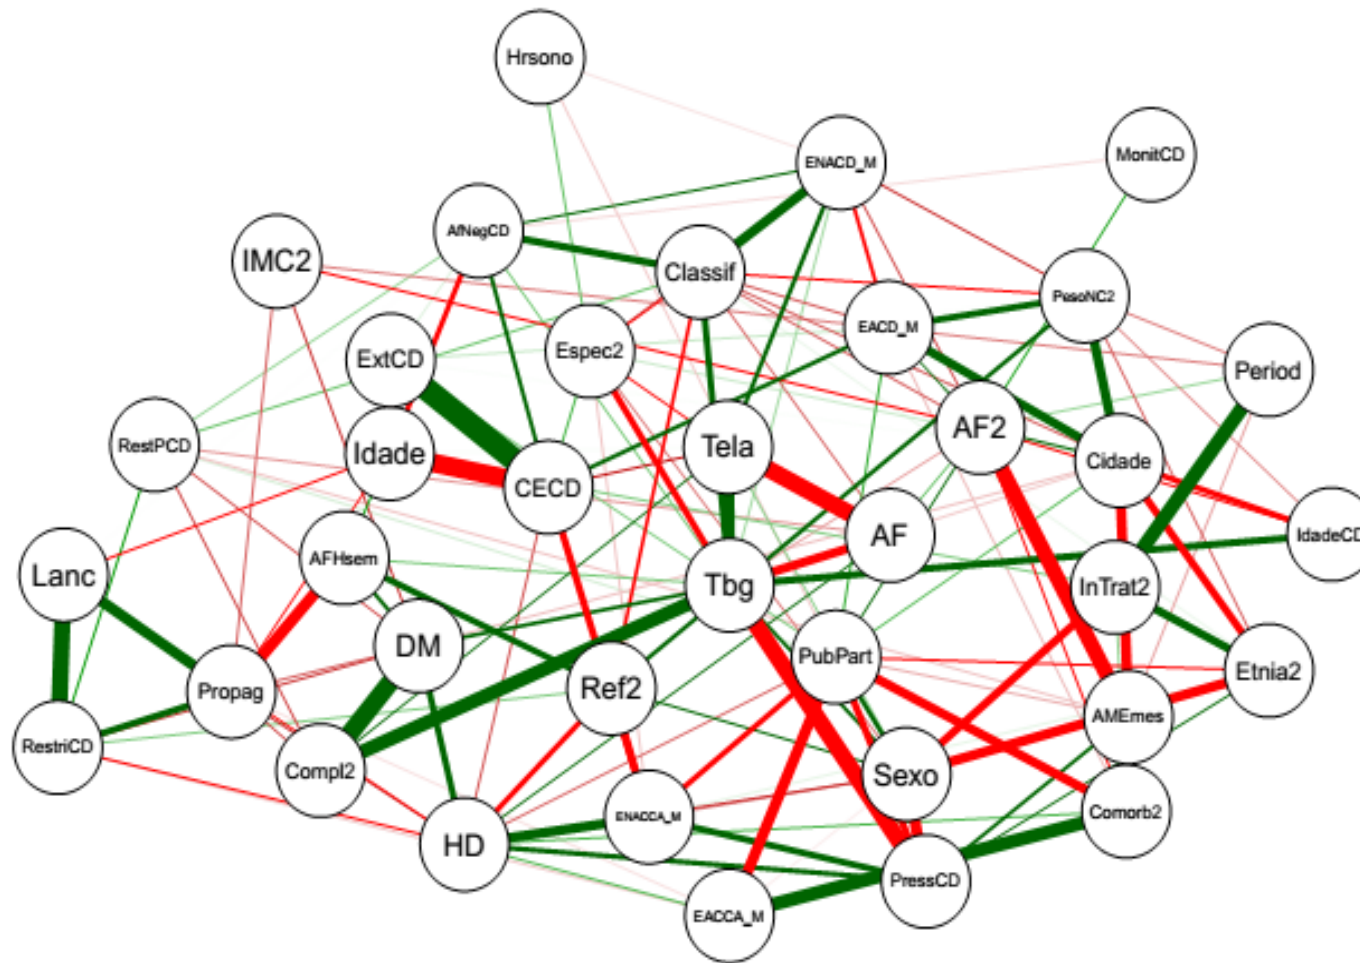 Hrsono
ENACD_M
MonitCD
AfNegCD
IMC2
Classif
PesoNC2
EACD_M
Espec2
ExtCD
Period
AF2
RestPCD
Idade
Tela
Cidade
CECD
AF
IdadeCD
AFHsem
Lanc
Tbg
InTrat2
DM
PubPart
Etnia2
Propag
Ref2
AMEmes
RestriCD
Compl2
Sexo
Comorb2
ENACCA_M
HD
PressCD
EACCA_M